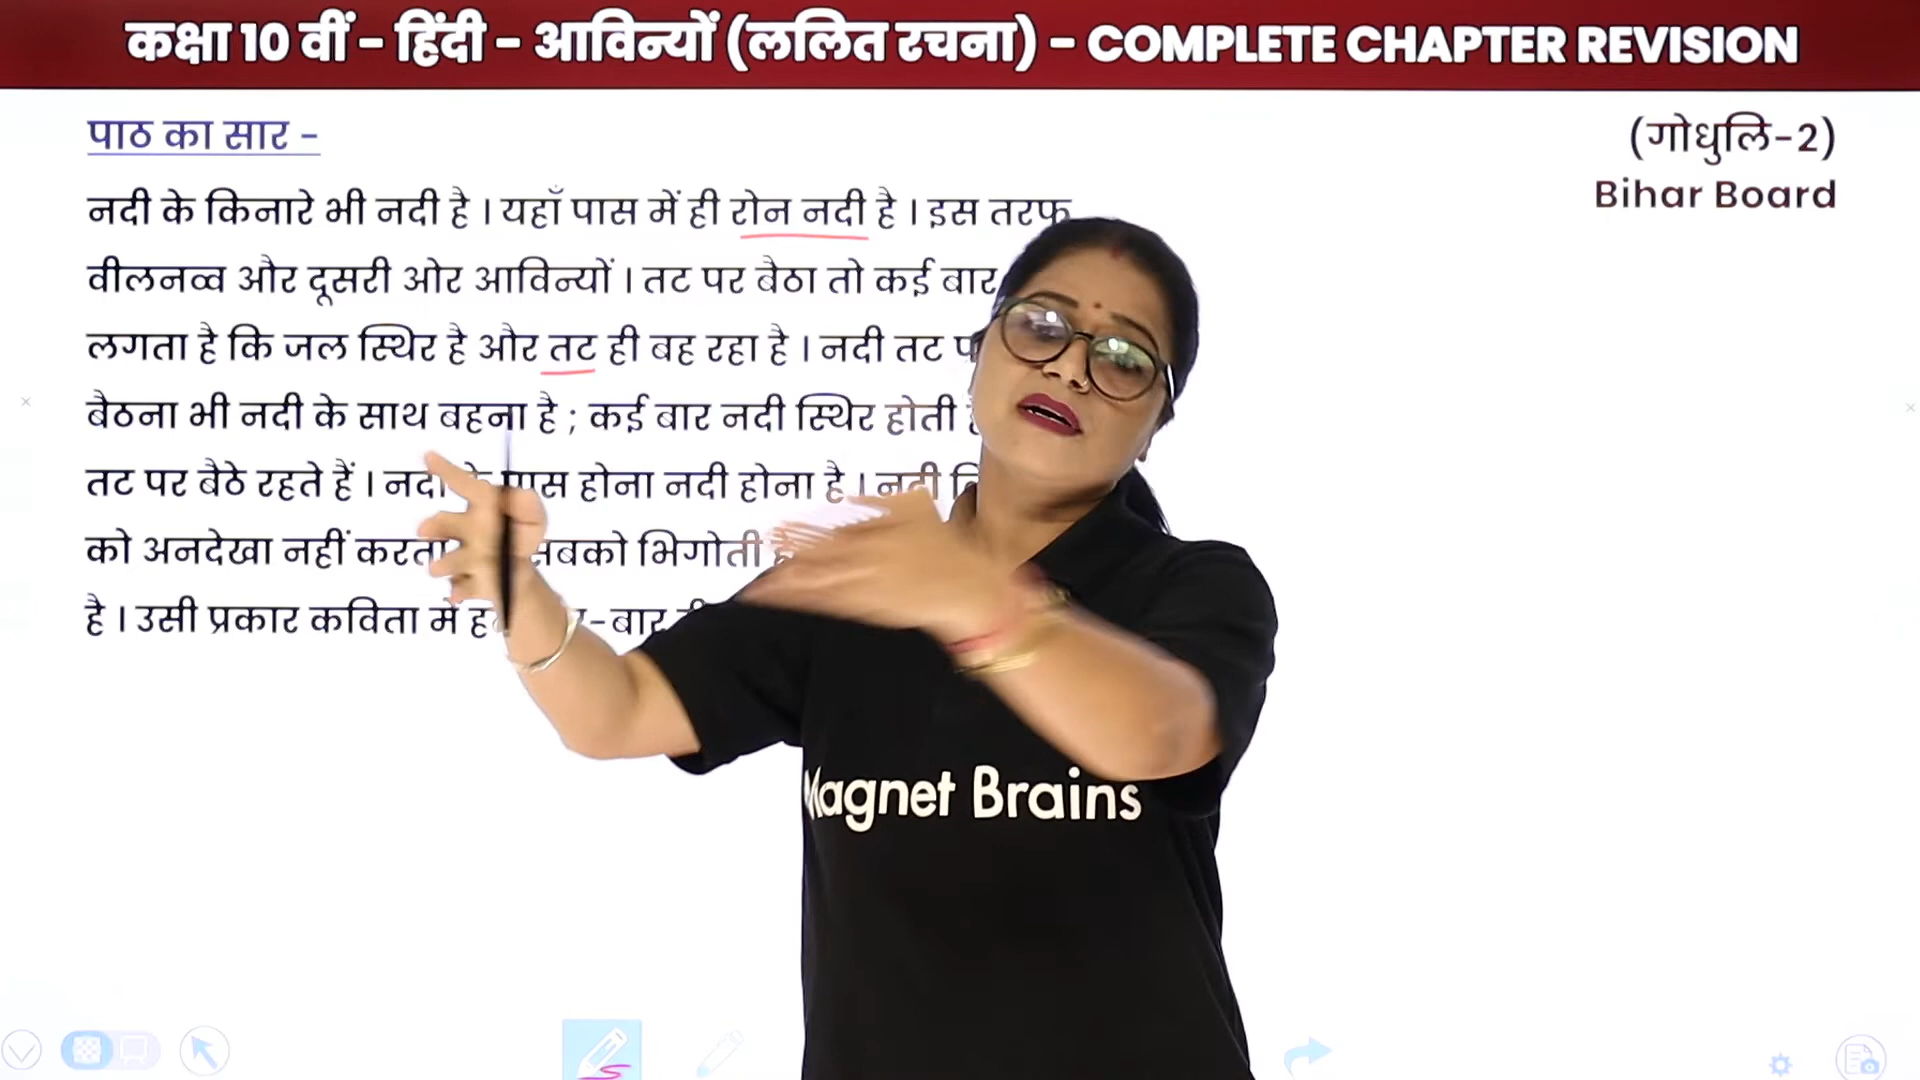 कक्षा 10 वीं - हिंदी - आविन्यों (ललित रचना) - COMPLETE CHAPTER REVISION
पाठ का सार -
(गोधुलि-2)
Bihar Board
नदी के किनारे भी नदी है । यहाँ पास में ही रोन नदी है । इस तरफ
वीलनव्व और दूसरी ओर आविन्यों । तट पर बैठा तो कई बार
लगता है कि जल स्थिर है और तट ही बह रहा है । नदी तट
बैठना भी नदी के साथ बहना है ; कई बार नदी स्थिर होती
तट पर बैठे रहते हैं । नदी के पास होना नदी होना है । नदी
को अनदेखा नहीं करता सबको भिगोती
है । उसी प्रकार कविता में
Magnet Brains